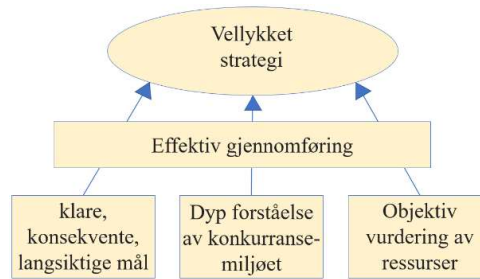 Vellykket
strategi
Effektiv gjennomføring
klare,
konsekvente,
langsiktige mål
Dyp forståelse
av konkurranse-
miljøet
Objektiv
vurdering av
ressurser